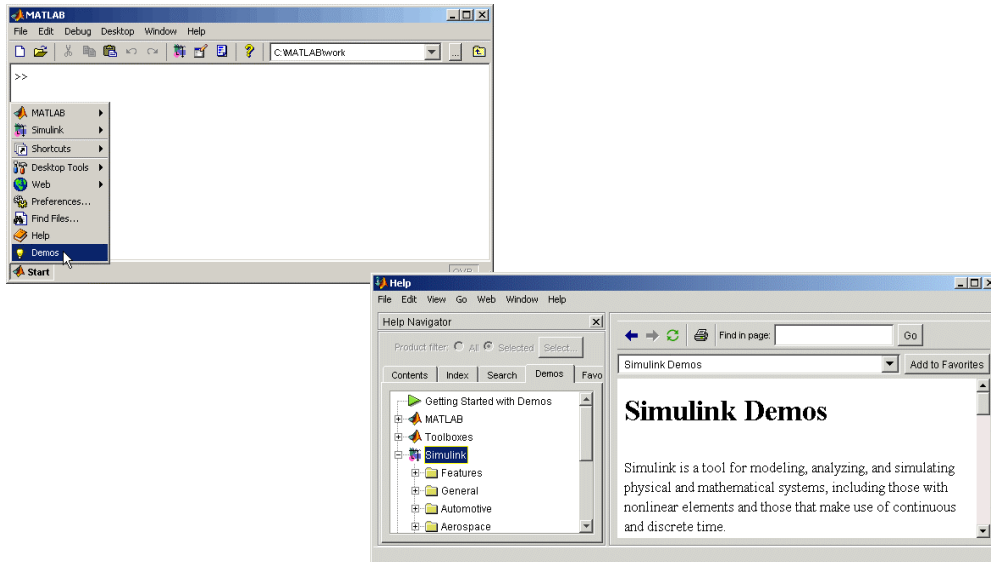 MATLAB
File Edit Debug Desktop Window Help
C:\MATLAB\work
...
>>
MATLAB
Simulink
Shortcuts
Desktop Tools
Web
Preferences...
Find Files...
Help
Demos
Start
OVR
Help
File Edit View Go Web Window Help
Help Navigator
Product filter: All Selected Select...
Contents Index Search Demos Favo
Getting Started with Demos
MATLAB
Toolboxes
Simulink
Features
General
Automotive
Aerospace
Find in page: Go
Simulink Demos Add to Favorites
Simulink Demos
Simulink is a tool for modeling, analyzing, and simulating
physical and mathematical systems, including those with
nonlinear elements and those that make use of continuous
and discrete time.